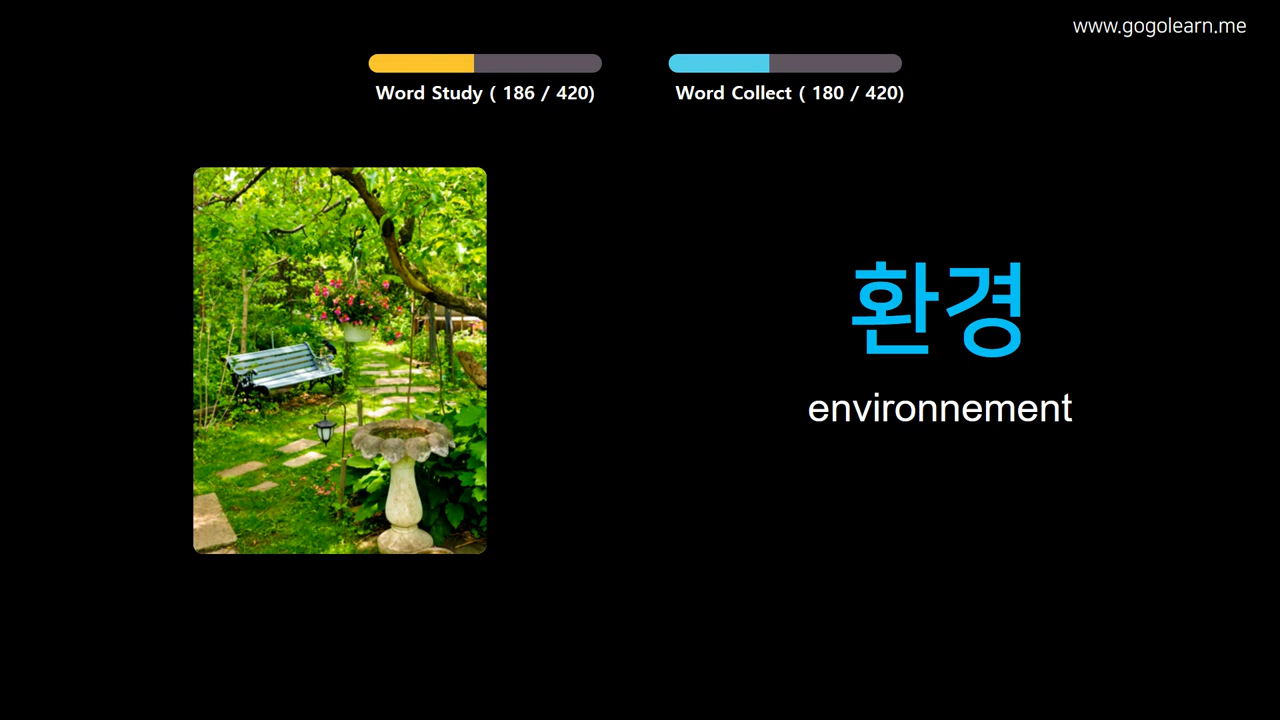 www.gogolearn.me
Word Study ( 186 / 420)
Word Collect ( 180 / 420)
환경
environnement